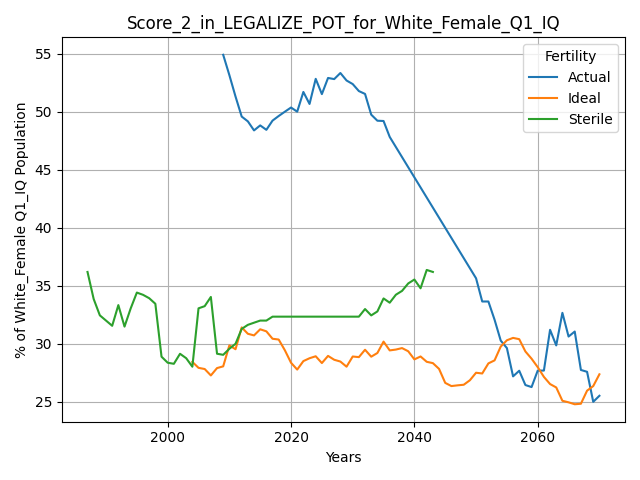 Score_2_in_LEGALIZE_POT_for_White_Female_Q1_IQ
% of White_Female Q1_IQ Population
55
50
45
40
35
30
25
Fertility
Actual
Ideal
Sterile
2000
2020
2040
2060
Years